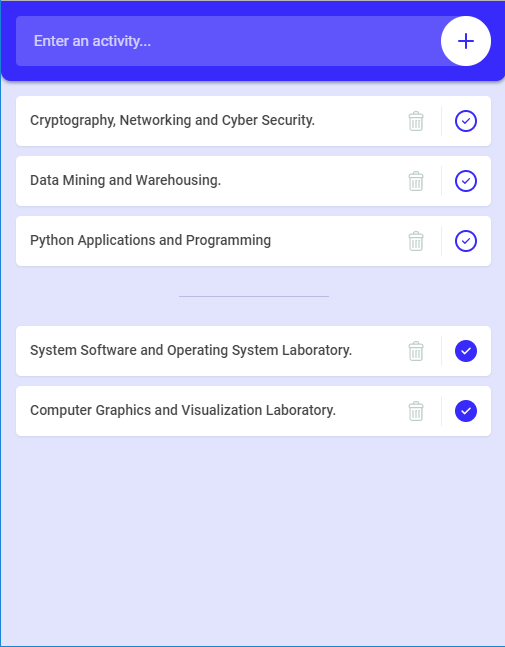 Enter an activity...
Cryptography, Networking and Cyber Security.
Data Mining and Warehousing.
Python Applications and Programming
System Software and Operating System Laboratory.
Computer Graphics and Visualization Laboratory.